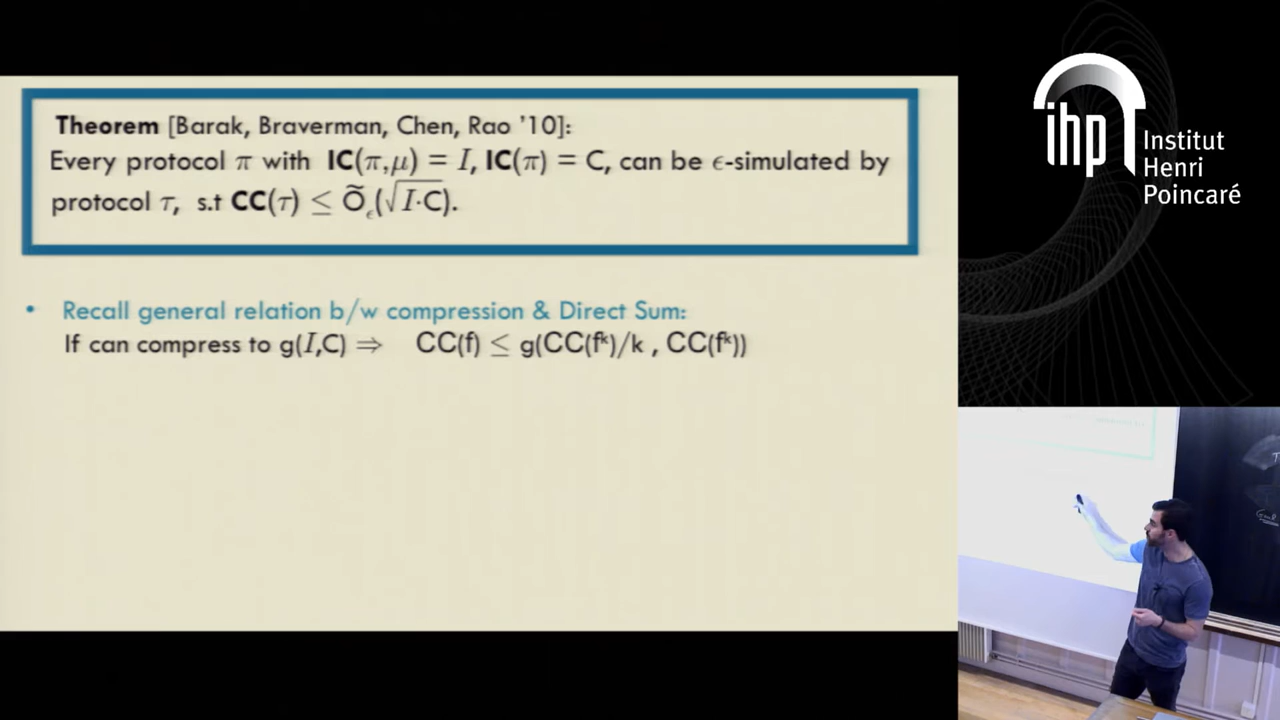 Theorem [Barak, Braverman, Chen, Rao '10]:
Every protocol π with IC(π,μ) = I, IC(π) = C, can be ϵ-simulated by
protocol τ, s.t CC(τ) ≤ Õ_ϵ(√I·C).
• Recall general relation b/w compression & Direct Sum:
If can compress to g(I,C) ⇒ CC(f) ≤ g(CC(fᵏ)/k , CC(fᵏ))
ihp
Institut
Henri
Poincaré